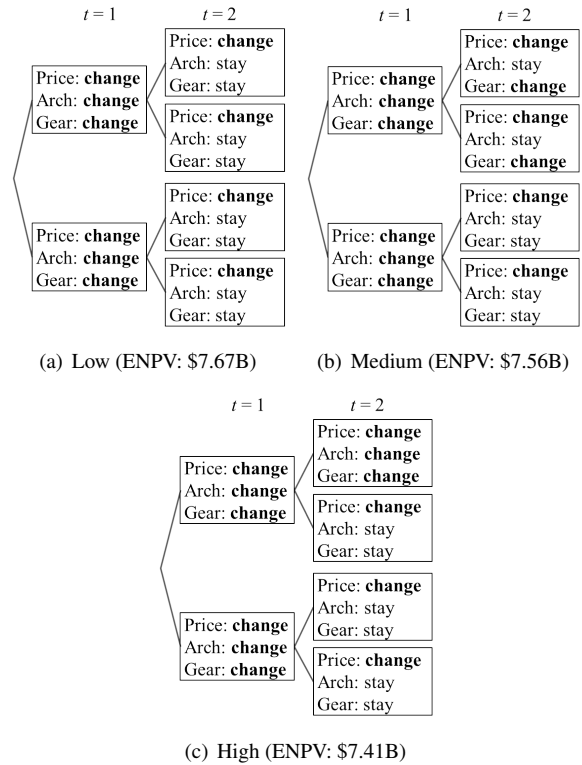 t = 1
t = 2
Price: change
Arch: change
Gear: change
Price: change
Arch: stay
Gear: stay
Price: change
Arch: stay
Gear: stay
Price: change
Arch: change
Gear: change
Price: change
Arch: stay
Gear: stay
Price: change
Arch: stay
Gear: stay
(a) Low (ENPV: $7.67B)
t = 1
t = 2
Price: change
Arch: change
Gear: change
Price: change
Arch: stay
Gear: change
Price: change
Arch: stay
Gear: change
Price: change
Arch: change
Gear: change
Price: change
Arch: stay
Gear: stay
Price: change
Arch: stay
Gear: stay
(b) Medium (ENPV: $7.56B)
t = 1
t = 2
Price: change
Arch: change
Gear: change
Price: change
Arch: change
Gear: change
Price: change
Arch: stay
Gear: stay
Price: change
Arch: change
Gear: change
Price: change
Arch: stay
Gear: stay
Price: change
Arch: stay
Gear: stay
(c) High (ENPV: $7.41B)